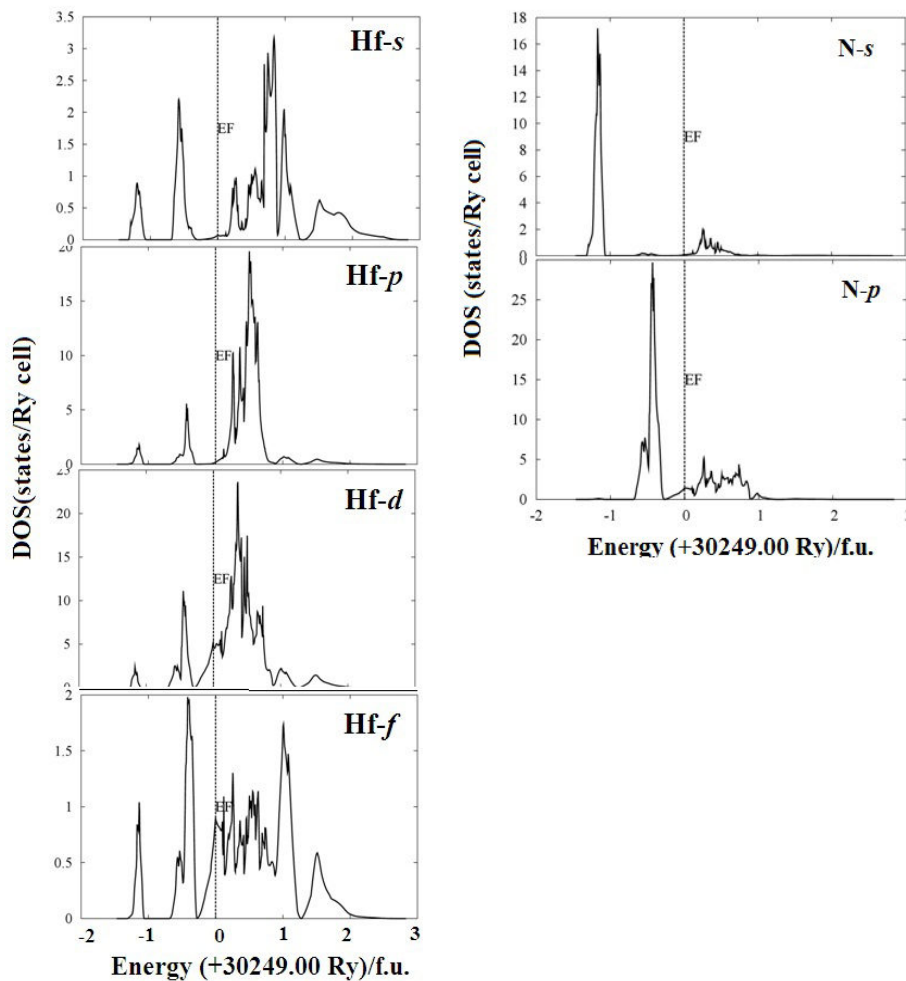 Hf-s
3.5
3
2.5
2
1.5
1
0.5
0
EF
Hf-p
20
15
10
5
0
EF
DOS(states/Ry cell)
Hf-d
25
20
15
10
5
0
EF
Hf-f
2
1.5
1
0.5
0
EF
-2 -1 0 1 2 3
Energy (+30249.00 Ry)/f.u.
N-s
18
16
14
12
10
8
6
4
2
0
EF
DOS (states/Ry cell)
N-p
25
20
15
10
5
0
EF
-2 -1 0 1 2 3
Energy (+30249.00 Ry)/f.u.